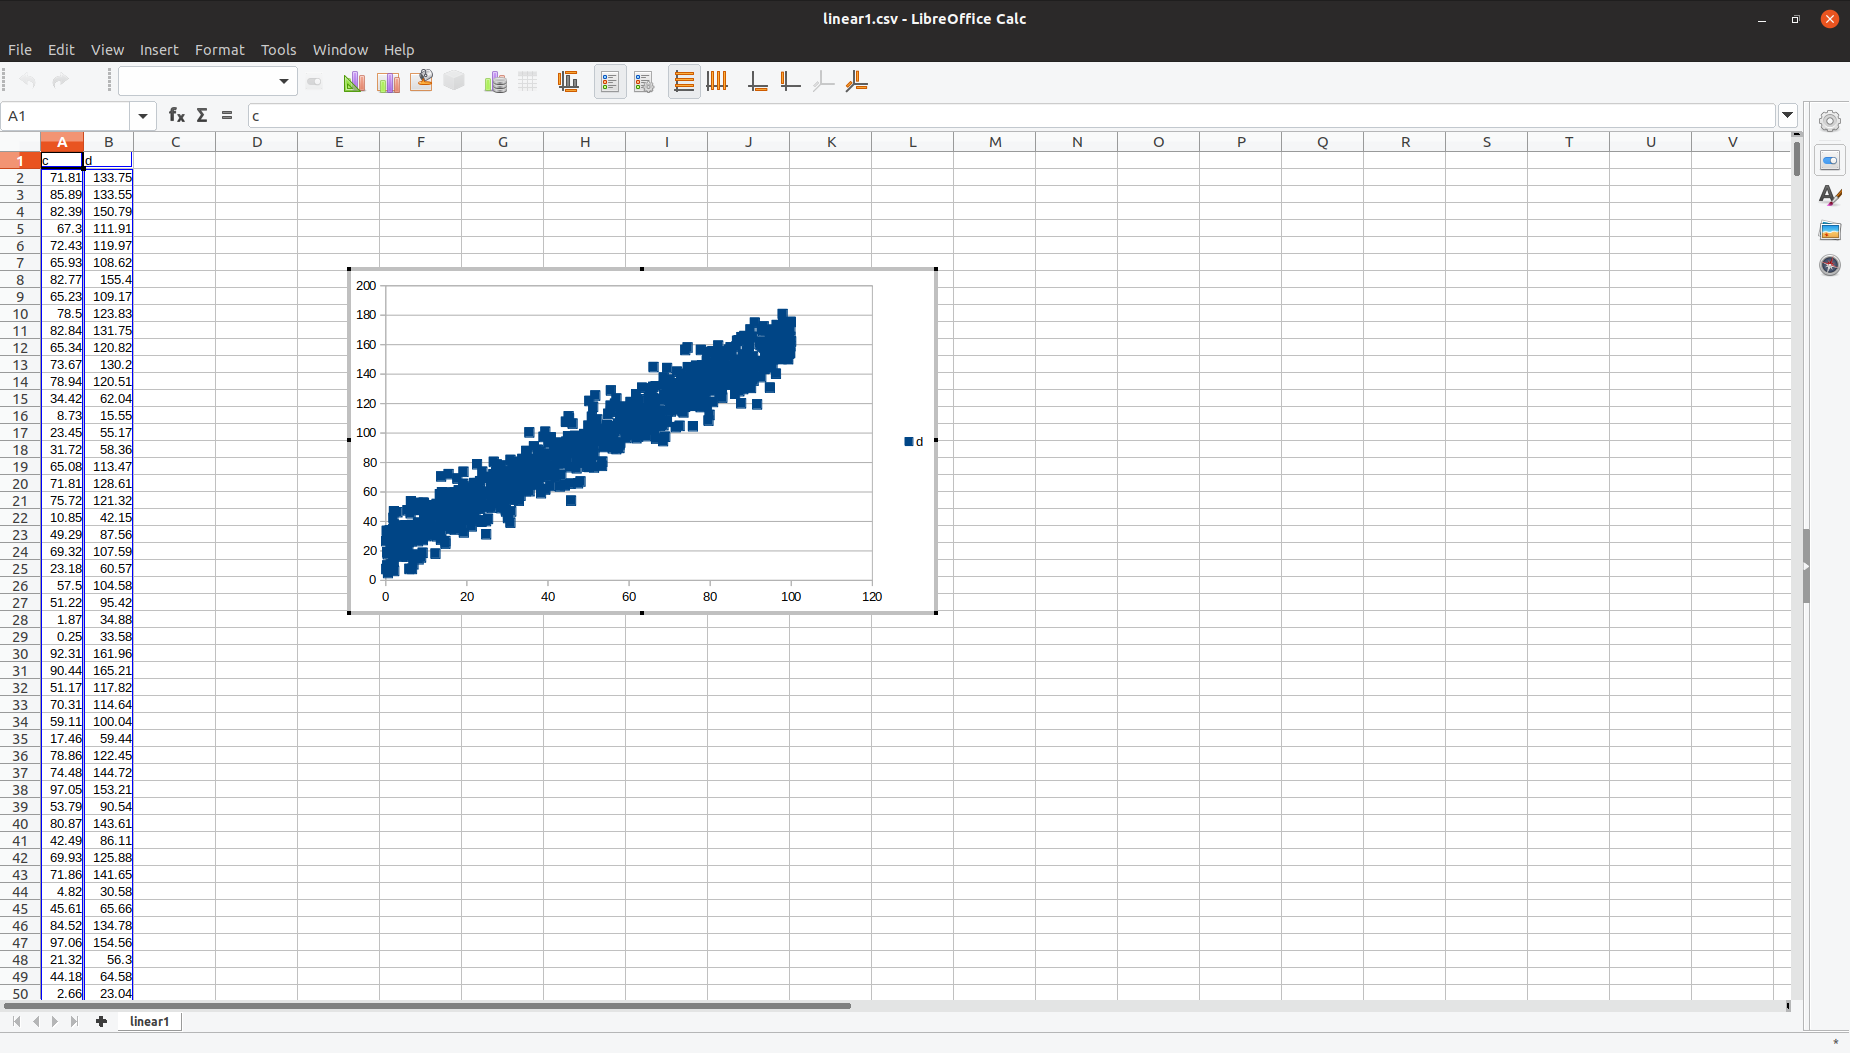 linear1.csv - LibreOffice Calc
File Edit View Insert Format Tools Window Help
A1 fx Σ = c
A B C D E F G H I J K L M N O P Q R S T U V
1 c d
2 71.81 133.75
3 85.89 133.55
4 82.39 150.79
5 67.3 111.91
6 72.43 119.97
7 65.93 108.62
8 82.77 155.4
9 65.23 109.17
10 78.5 123.83
11 82.84 131.75
12 65.34 120.82
13 73.67 130.2
14 78.94 120.51
15 34.42 62.04
16 8.73 15.55
17 23.45 55.17
18 31.72 58.36
19 65.08 113.47
20 71.81 128.61
21 75.72 121.32
22 10.85 42.15
23 49.29 87.56
24 69.32 107.59
25 23.18 60.57
26 57.5 104.58
27 51.22 95.42
28 1.87 34.88
29 0.25 33.58
30 92.31 161.96
31 90.44 165.21
32 51.17 117.82
33 70.31 114.64
34 59.11 100.04
35 17.46 59.44
36 78.86 122.45
37 74.48 144.72
38 97.05 153.21
39 53.79 90.54
40 80.87 143.61
41 42.49 86.11
42 69.93 125.88
43 71.86 141.65
44 4.82 30.58
45 45.61 65.66
46 84.52 134.78
47 97.06 154.56
48 21.32 56.3
49 44.18 64.58
50 2.66 23.04
200
180
160
140
120
100
80
60
40
20
0
0 20 40 60 80 100 120
d
linear1
*